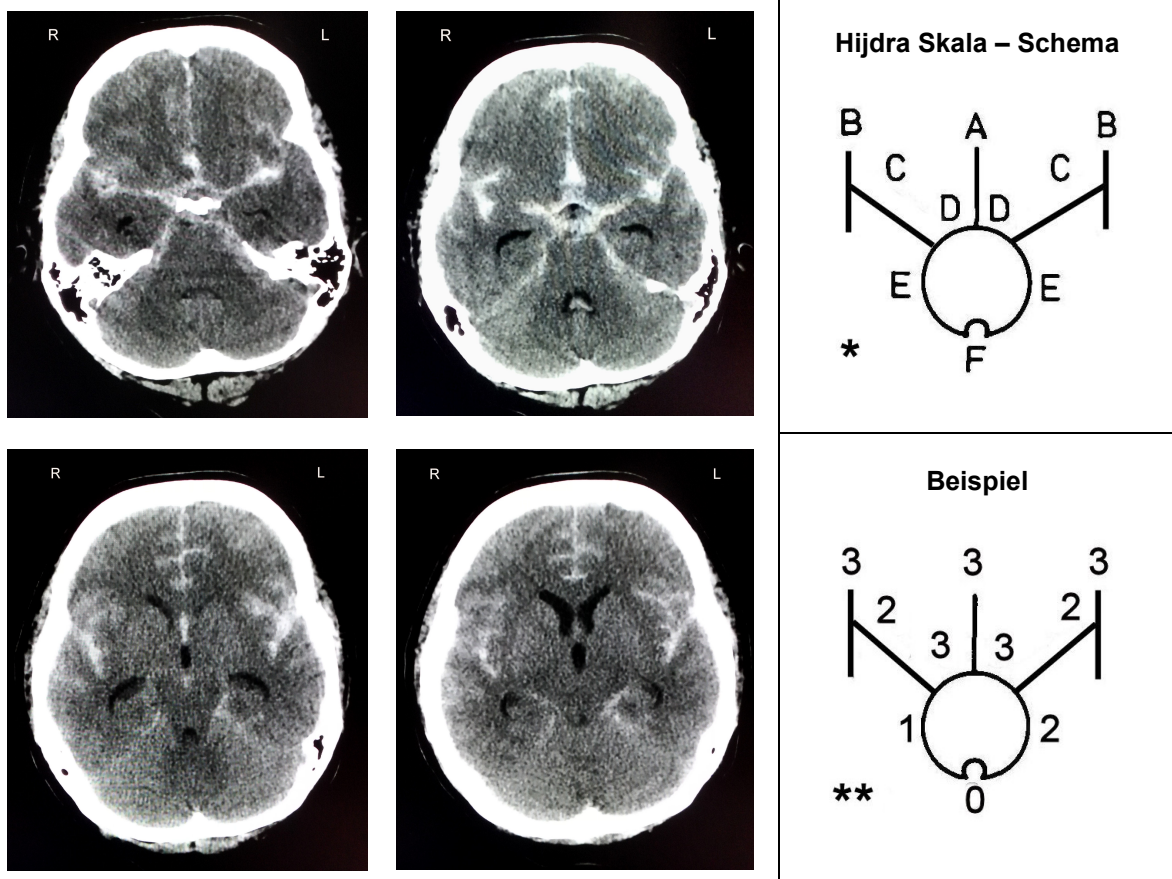 R L
R L
R L
R L
Hijdra Skala – Schema
B A B
C C
D D
E E
* F
Beispiel
3 3 3
2 2
3 3
1 2
** 0